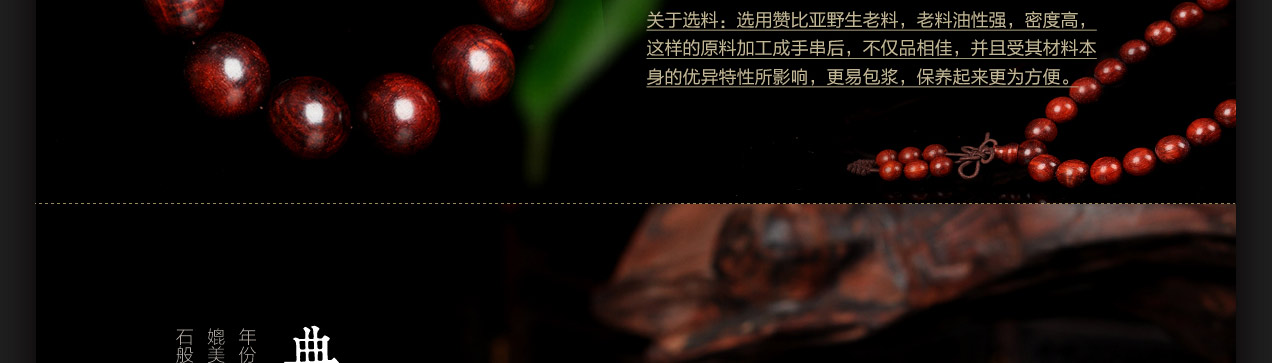 关于选料：选用赞比亚野生老料，老料油性强，密度高，
这样的原料加工成手串后，不仅品相佳，并且受其材料本
身的优异特性所影响，更易包浆，保养起来更为方便。
典
年份
媲美
石般